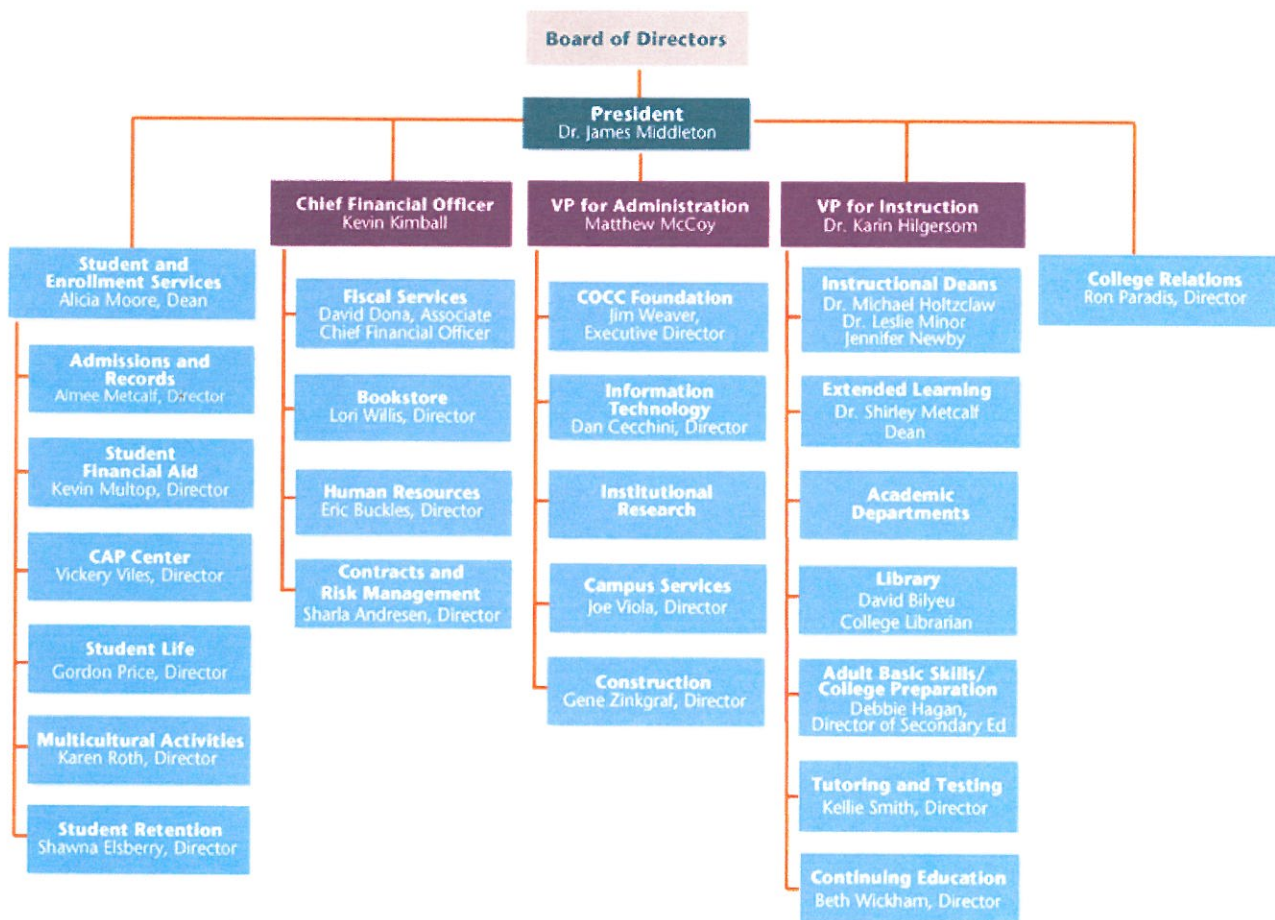 Board of Directors
President
Dr. James Middleton
Chief Financial Officer
Kevin Kimball
VP for Administration
Matthew McCoy
VP for Instruction
Dr. Karin Hilgersom
Student and
Enrollment Services
Alicia Moore, Dean
College Relations
Ron Paradis, Director
Admissions and
Records
Aimee Metcalf, Director
Student
Financial Aid
Kevin Multop, Director
CAP Center
Vickery Viles, Director
Student Life
Gordon Price, Director
Multicultural Activities
Karen Roth, Director
Student Retention
Shawna Elsberry, Director
Fiscal Services
David Dona, Associate
Chief Financial Officer
Bookstore
Lori Willis, Director
Human Resources
Eric Buckles, Director
Contracts and
Risk Management
Sharla Andresen, Director
COCC Foundation
Jim Weaver,
Executive Director
Information
Technology
Dan Cecchini, Director
Institutional
Research
Campus Services
Joe Viola, Director
Construction
Gene Zinkgraf, Director
Instructional Deans
Dr. Michael Holtzclaw
Dr. Leslie Minor
Jennifer Newby
Extended Learning
Dr. Shirley Metcalf
Dean
Academic
Departments
Library
David Bilyeu
College Librarian
Adult Basic Skills/
College Preparation
Debbie Hagan,
Director of Secondary Ed
Tutoring and Testing
Kellie Smith, Director
Continuing Education
Beth Wickham, Director